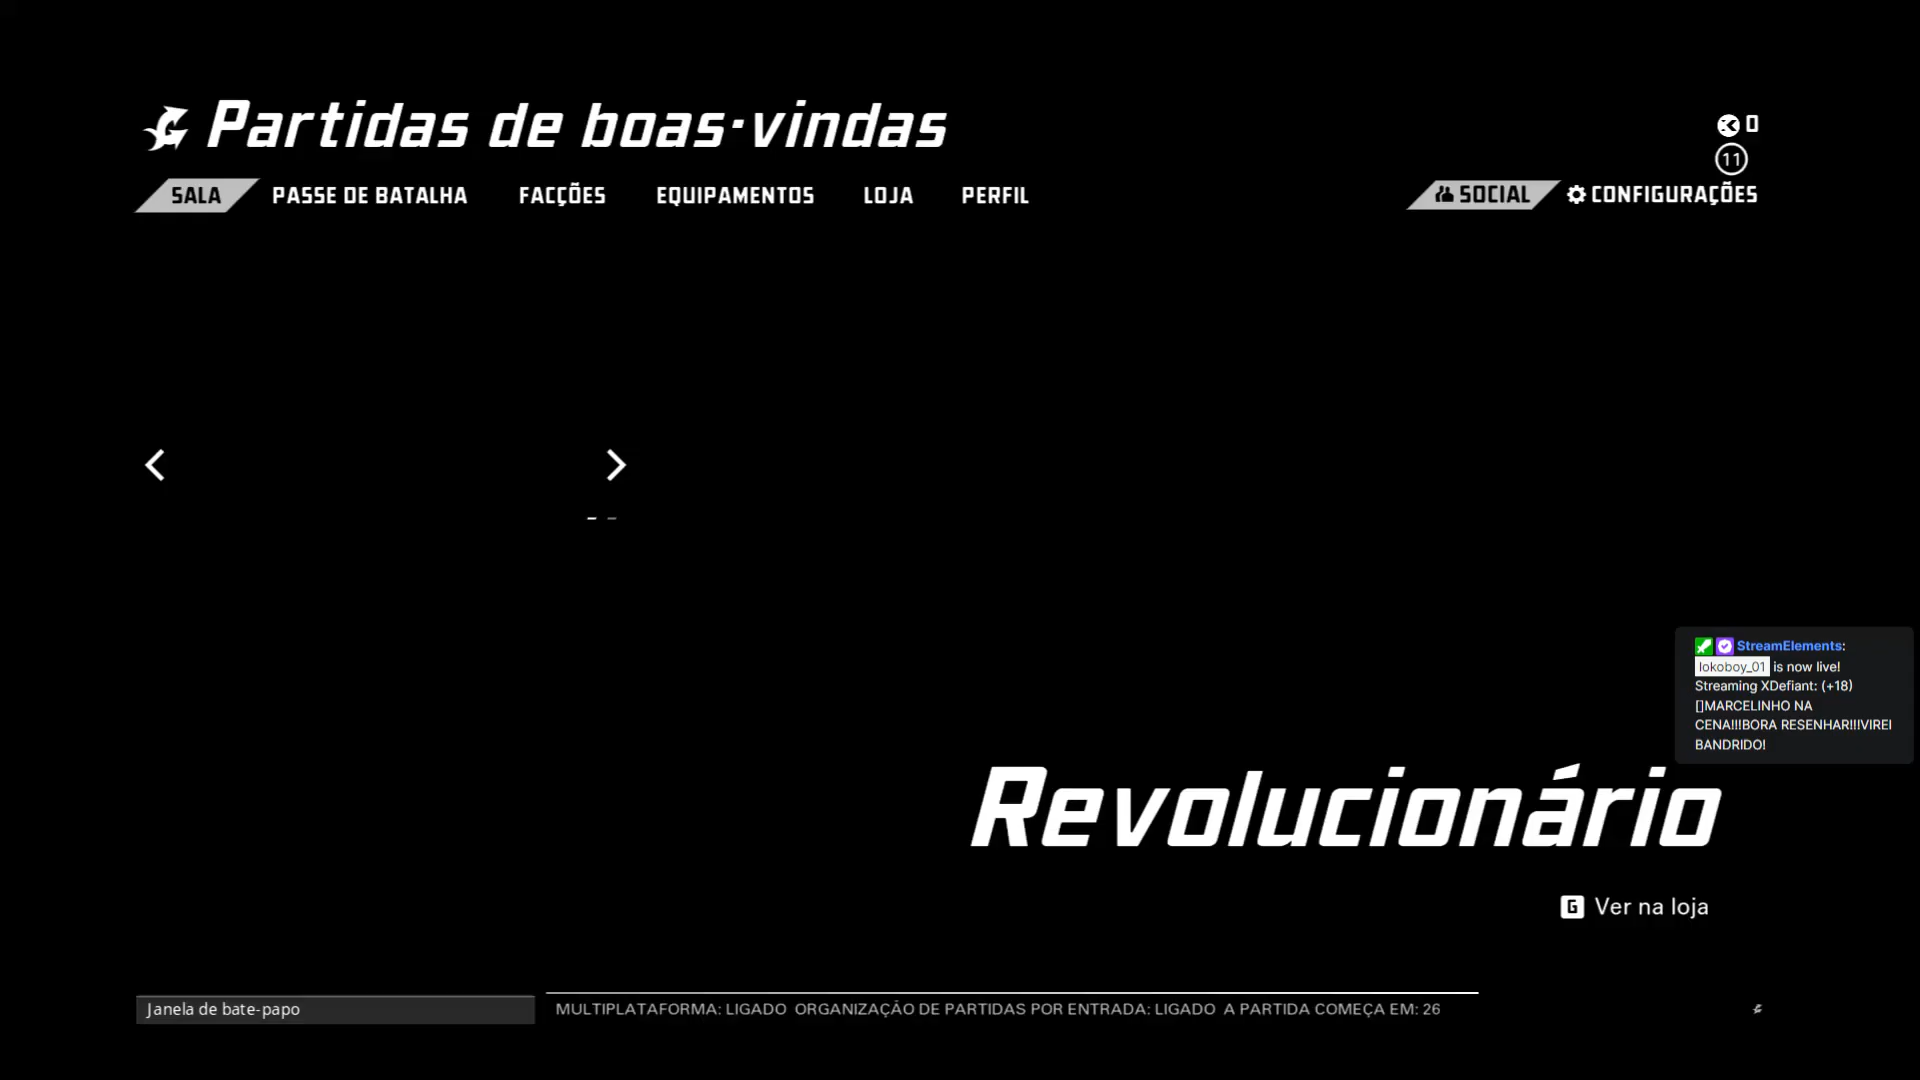 Partidas de boas-vindas
0
11
SALA PASSE DE BATALHA FACÇÕES EQUIPAMENTOS LOJA PERFIL SOCIAL CONFIGURAÇÕES
StreamElements:
lokoboy_01 is now live!
Streaming XDefiant: (+18)
[]MARCELINHO NA
CENA!!!BORA RESENHAR!!!VIREI
BANDRIDO!
Revolucionário
G Ver na loja
Janela de bate-papo
MULTIPLATAFORMA: LIGADO ORGANIZAÇÃO DE PARTIDAS POR ENTRADA: LIGADO A PARTIDA COMEÇA EM: 26